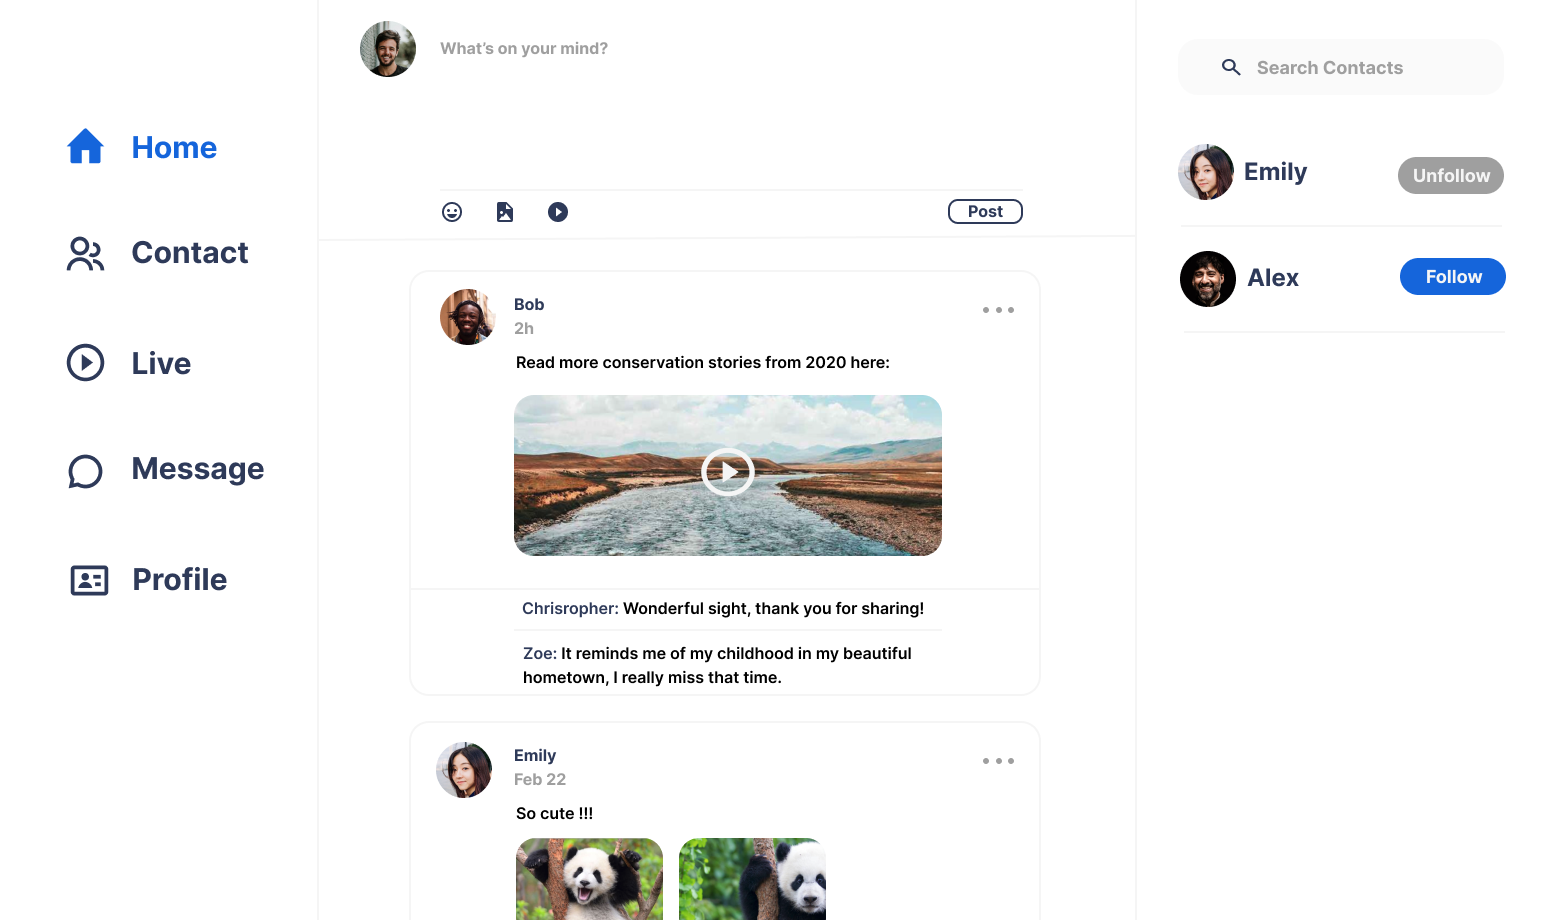 Home
Contact
Live
Message
Profile
What's on your mind?
Post
Bob
2h
Read more conservation stories from 2020 here:
Chrisropher: Wonderful sight, thank you for sharing!
Zoe: It reminds me of my childhood in my beautiful
hometown, I really miss that time.
Emily
Feb 22
So cute !!!
Search Contacts
Emily
Unfollow
Alex
Follow